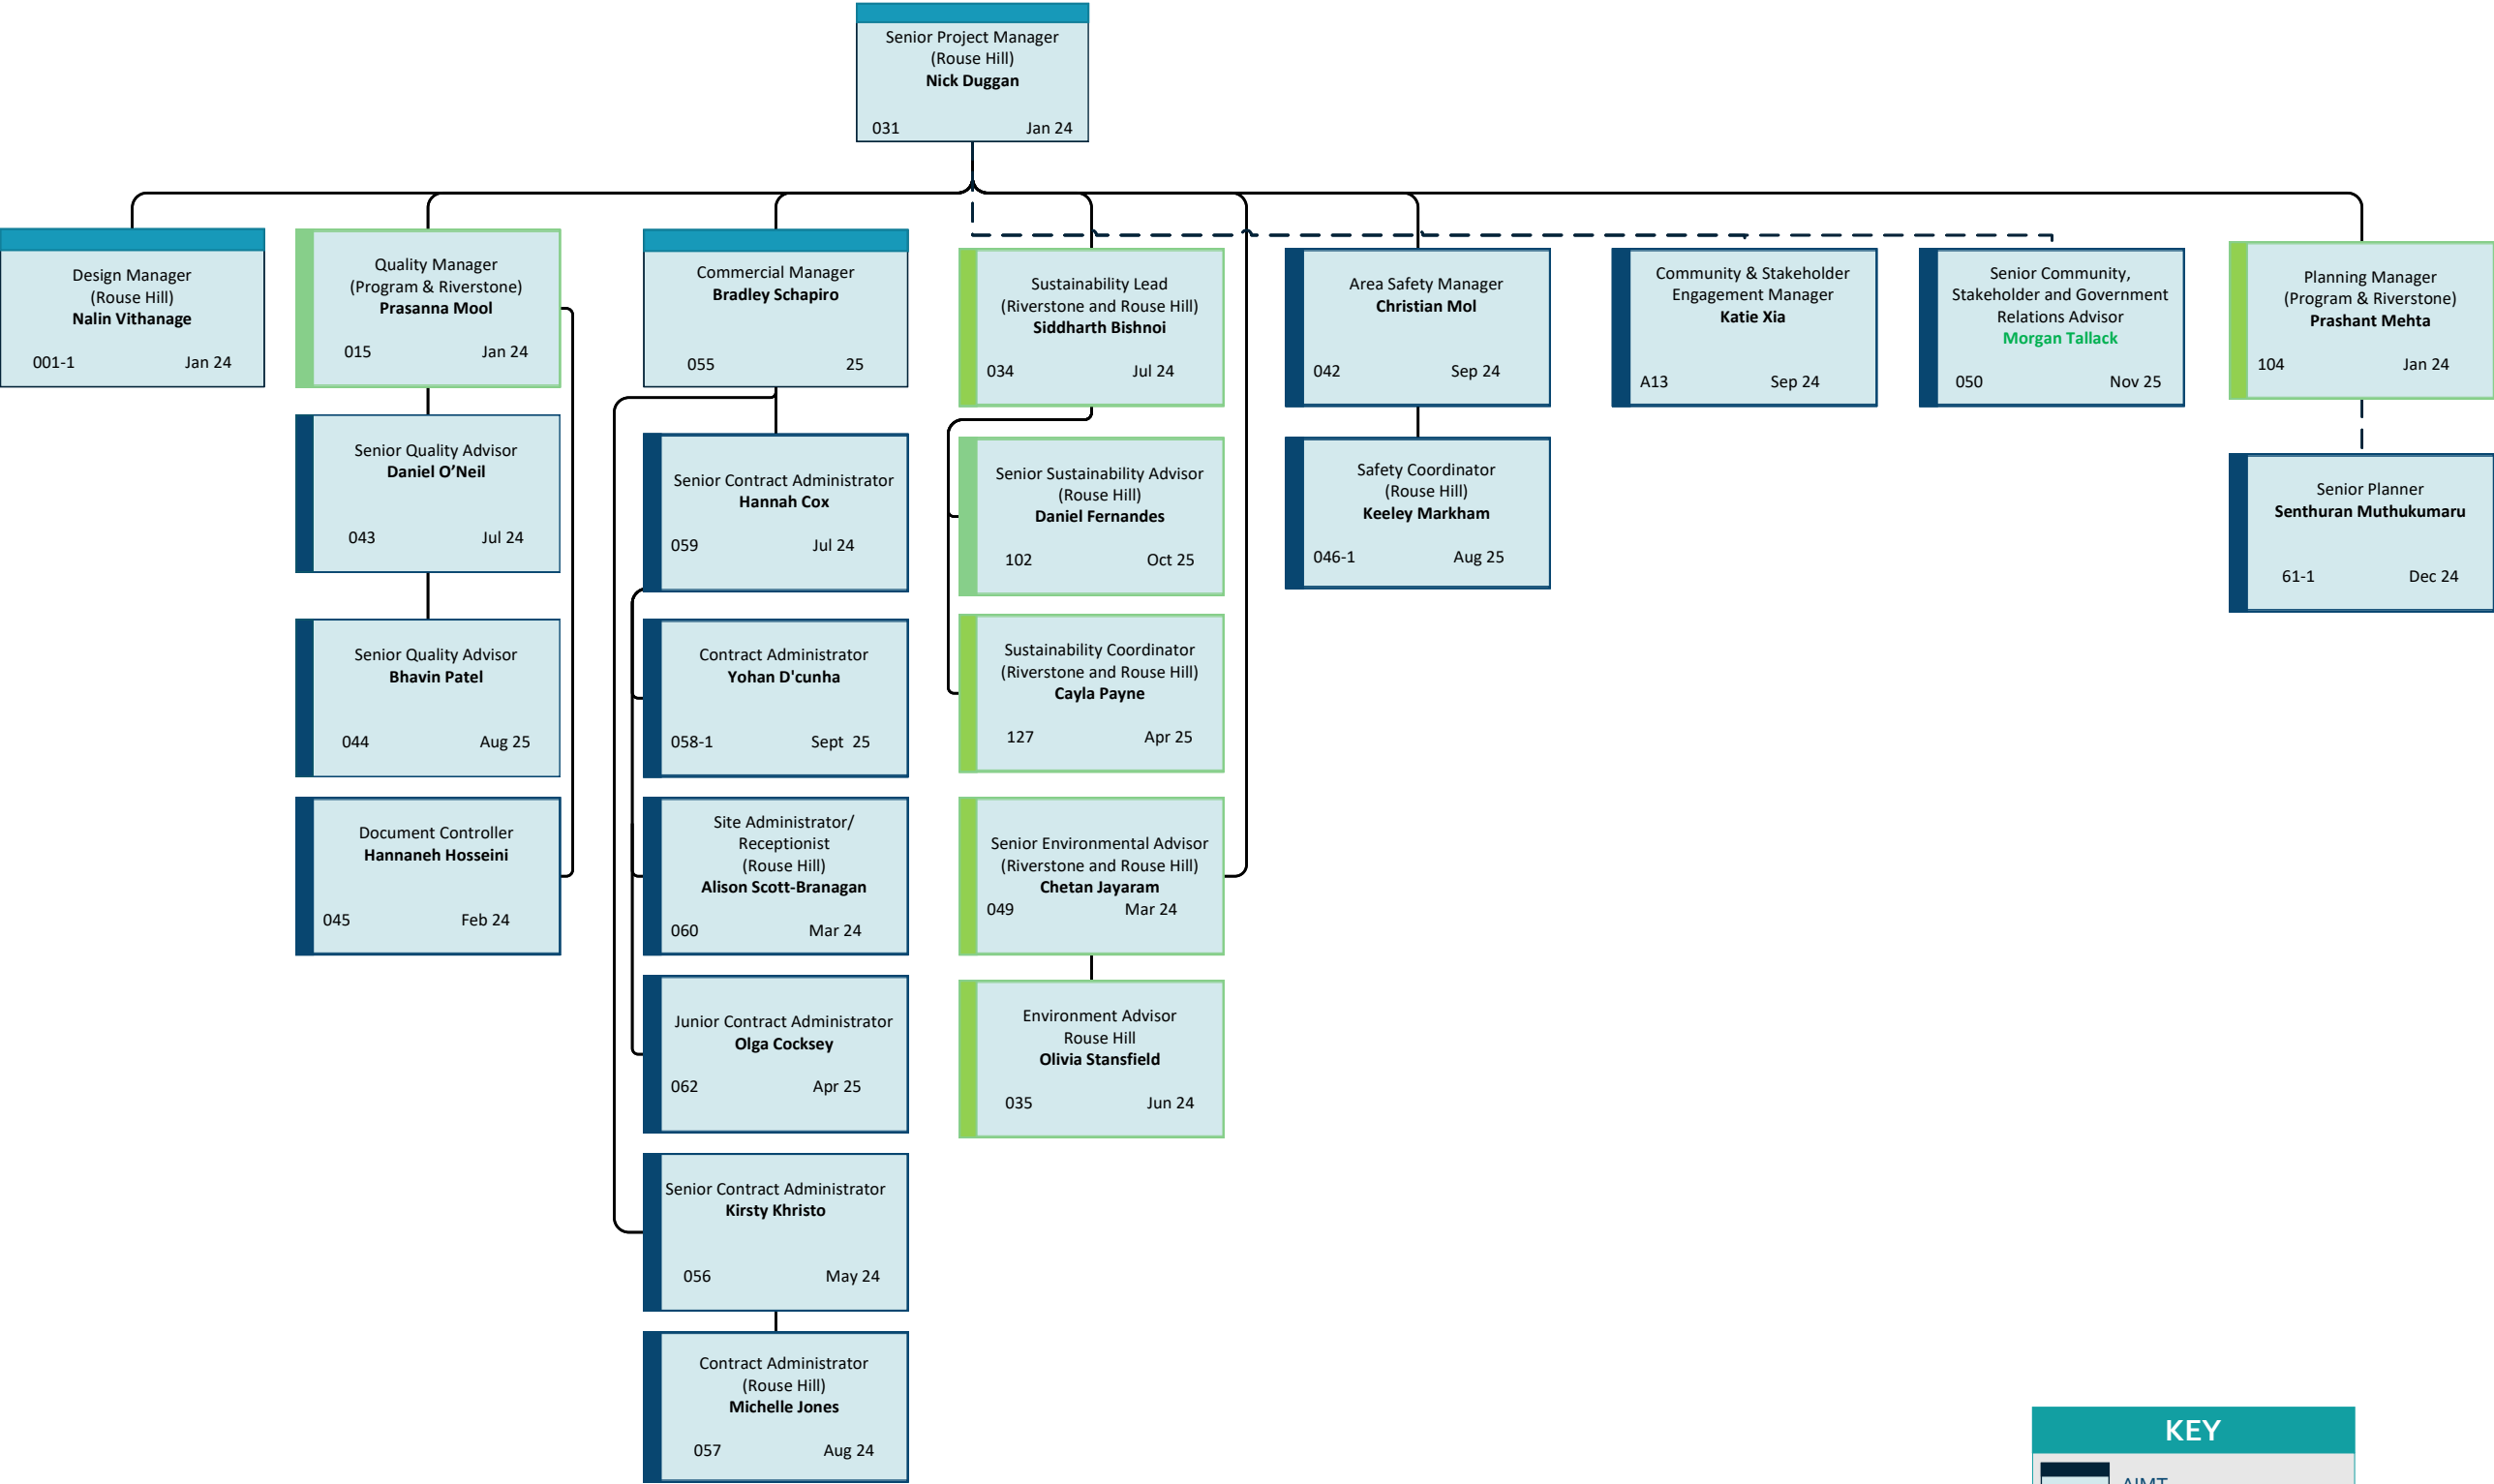 Senior Project Manager
(Rouse Hill)
Nick Duggan
031 Jan 24
Design Manager
(Rouse Hill)
Nalin Vithanage
001-1 Jan 24
Quality Manager
(Program & Riverstone)
Prasanna Mool
015 Jan 24
Senior Quality Advisor
Daniel O’Neil
043 Jul 24
Senior Quality Advisor
Bhavin Patel
044 Aug 25
Document Controller
Hannaneh Hosseini
045 Feb 24
Commercial Manager
Bradley Schapiro
055 25
Senior Contract Administrator
Hannah Cox
059 Jul 24
Contract Administrator
Yohan D'cunha
058-1 Sept 25
Site Administrator/
Receptionist
(Rouse Hill)
Alison Scott-Branagan
060 Mar 24
Junior Contract Administrator
Olga Cocksey
062 Apr 25
Senior Contract Administrator
Kirsty Khristo
056 May 24
Contract Administrator
(Rouse Hill)
Michelle Jones
057 Aug 24
Sustainability Lead
(Riverstone and Rouse Hill)
Siddharth Bishnoi
034 Jul 24
Senior Sustainability Advisor
(Rouse Hill)
Daniel Fernandes
102 Oct 25
Sustainability Coordinator
(Riverstone and Rouse Hill)
Cayla Payne
127 Apr 25
Senior Environmental Advisor
(Riverstone and Rouse Hill)
Chetan Jayaram
049 Mar 24
Environment Advisor
Rouse Hill
Olivia Stansfield
035 Jun 24
Area Safety Manager
Christian Mol
042 Sep 24
Safety Coordinator
(Rouse Hill)
Keeley Markham
046-1 Aug 25
Community & Stakeholder
Engagement Manager
Katie Xia
A13 Sep 24
Senior Community,
Stakeholder and Government
Relations Advisor
Morgan Tallack
050 Nov 25
Planning Manager
(Program & Riverstone)
Prashant Mehta
104 Jan 24
Senior Planner
Senthuran Muthukumaru
61-1 Dec 24
KEY